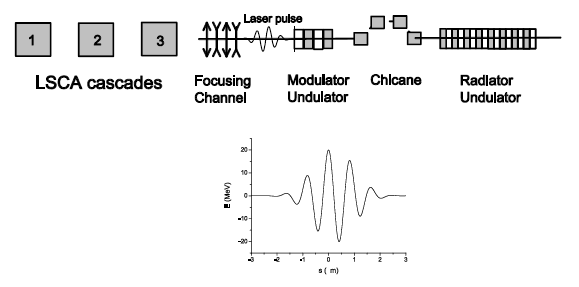 Laser pulse
1 2 3
LSCA cascades
Focusing Channel
Modulator Undulator
Chicane
Radiator Undulator
20
10
0
-10
-20
E (MeV)
-3 -2 -1 0 1 2 3
s ( m)